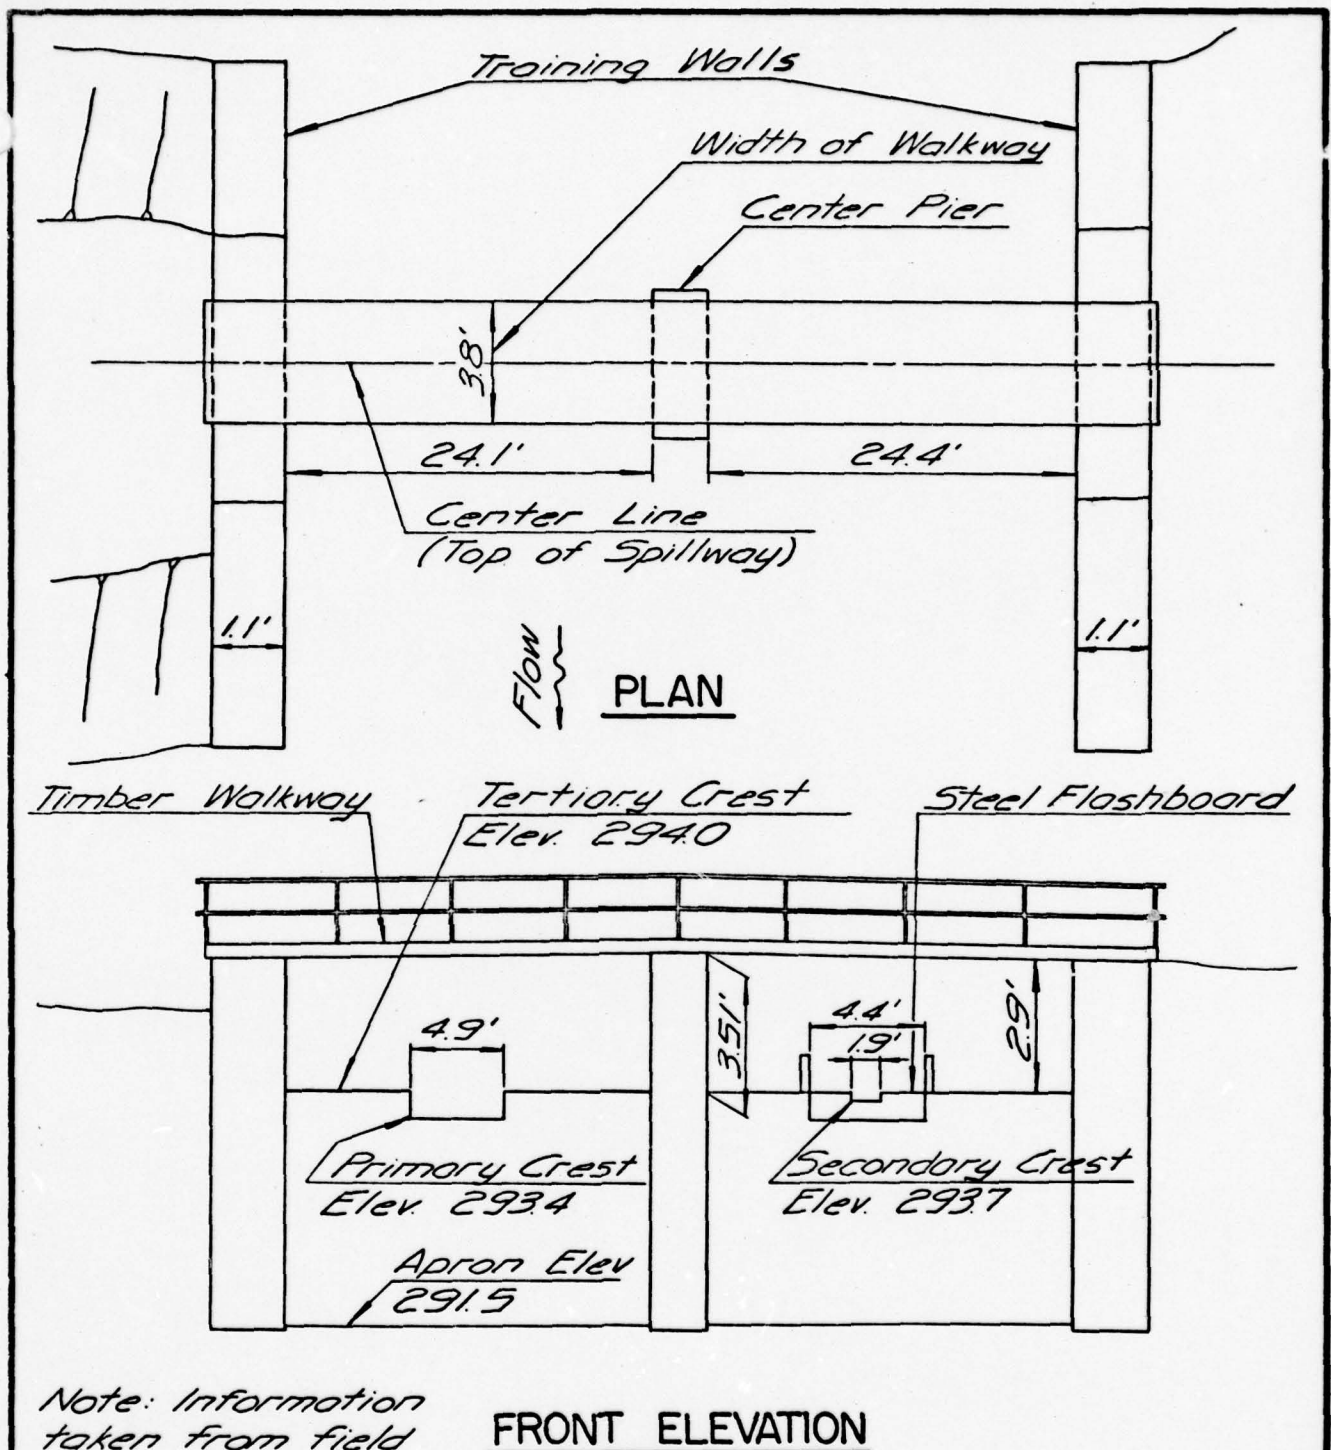 Training Walls
Width of Walkway
Center Pier
3.8'
24.1'
24.4'
Center Line
(Top of Spillway)
1.1'
1.1'
Flow
PLAN
Timber Walkway
Tertiary Crest
Elev. 294.0
Steel Flashboard
4.9'
3.51'
4.4'
1.9'
2.9'
Primary Crest
Elev. 293.4
Secondary Crest
Elev. 293.7
Apron Elev
291.5
Note: Information
taken from field
FRONT ELEVATION